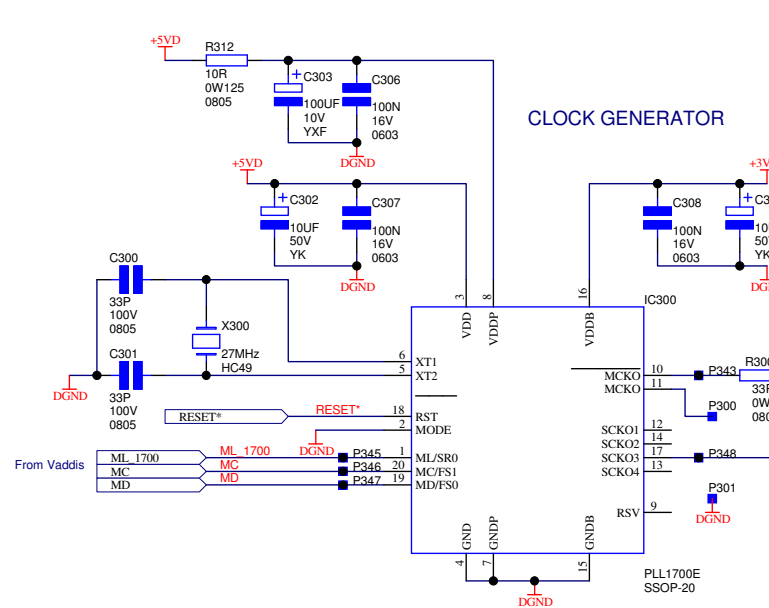 +5VD
R312
10R
0W125
0805
C303
100UF
10V
YXF
C306
100N
16V
0603
DGND
CLOCK GENERATOR
+5VD
C302
10UF
50V
YK
C307
100N
16V
0603
DGND
C308
100N
16V
0603
C300
33P
100V
0805
X300
27MHz
HC49
C301
33P
100V
0805
DGND
3
VDD
8
VDDP
16
VDDB
IC300
6 XT1
5 XT2
RESET* RESET* 18 RST
2 MODE
DGND
From Vaddis
ML_1700 ML_1700 P345 1 ML/SR0
MC MC P346 20 MC/FS1
MD MD P347 19 MD/FS0
MCKO 10 P343
MCKO 11 P300
SCKO1 12
SCKO2 14
SCKO3 17 P348
SCKO4 13
P301
DGND
RSV 9
GND
4
GNDP
7
GNDB
15
DGND
PLL1700E
SSOP-20